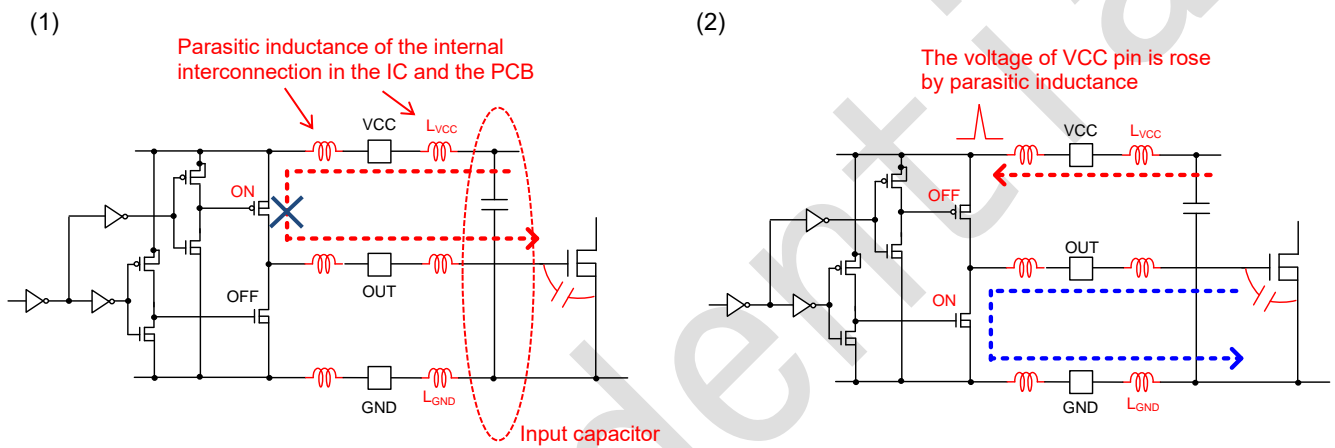 (1)
Parasitic inductance of the internal
interconnection in the IC and the PCB
VCC
LVCC
ON
OFF
OUT
GND
LGND
Input capacitor
(2)
The voltage of VCC pin is rose
by parasitic inductance
VCC
LVCC
OFF
OUT
ON
GND
LGND